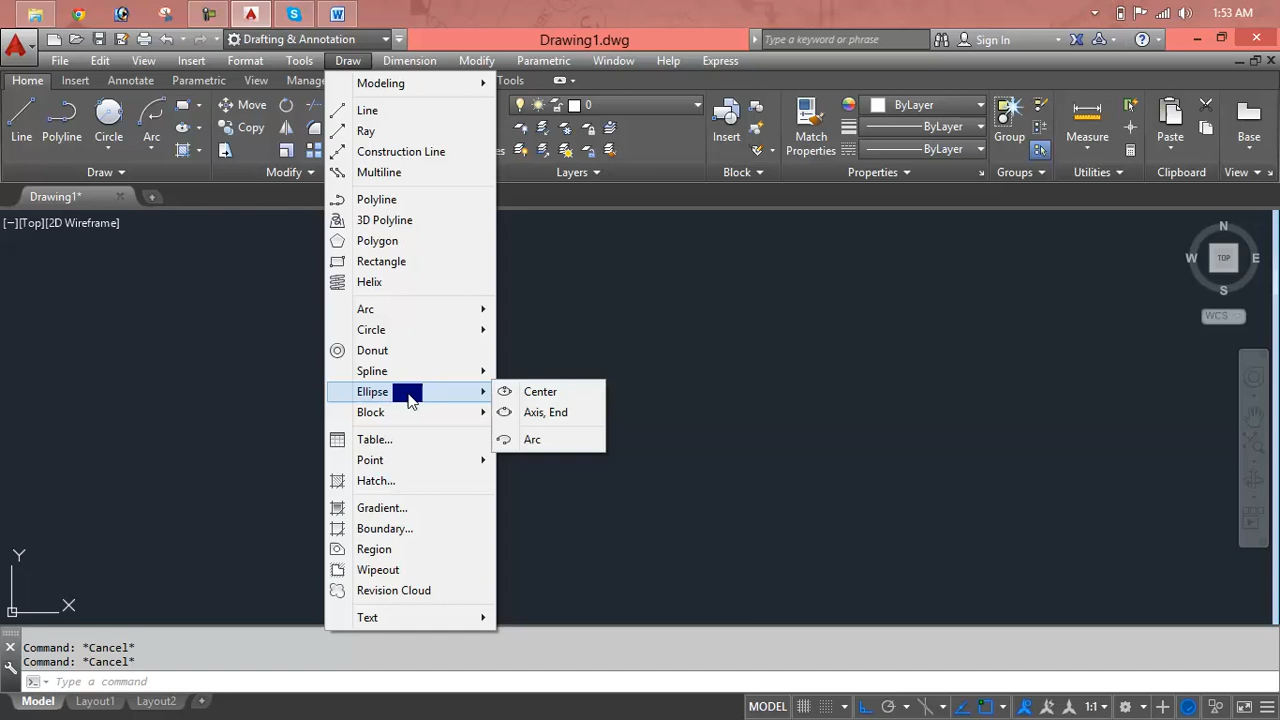 1:53 AM
Drafting & Annotation
Drawing1.dwg
Type a keyword or phrase
Sign In
File Edit View Insert Format Tools Draw Dimension Modify Parametric Window Help Express
Home Insert Annotate Parametric View Manag Tools
Line Polyline Circle Arc
Move
Copy
0
Insert
Match
Properties
ByLayer
ByLayer
ByLayer
Group
Measure
Paste
Base
Draw Modify Layers Block Properties Groups Utilities Clipboard View
Drawing1*
[−][Top][2D Wireframe]
Modeling
Line
Ray
Construction Line
Multiline
Polyline
3D Polyline
Polygon
Rectangle
Helix
Arc
Circle
Donut
Spline
Ellipse
Block
Table...
Point
Hatch...
Gradient...
Boundary...
Region
Wipeout
Revision Cloud
Text
Center
Axis, End
Arc
N
W TOP E
S
WCS
Y
X
Command: *Cancel*
Command: *Cancel*
Type a command
Model Layout1 Layout2
MODEL
1:1